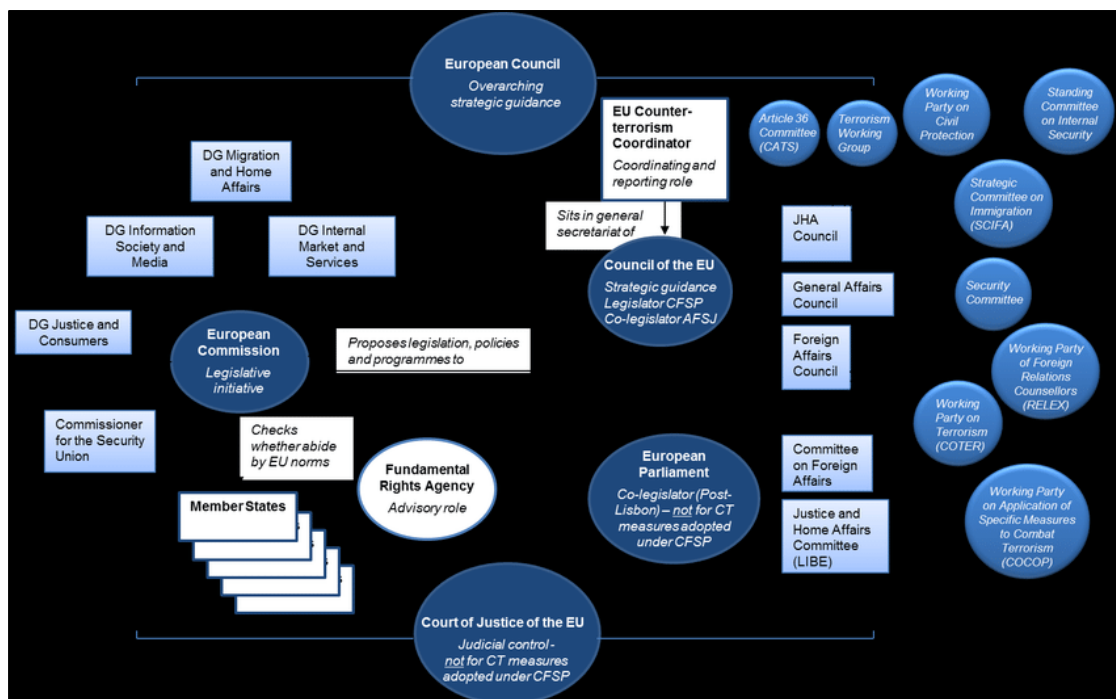 European Council
Overarching
strategic guidance
EU Counter-
terrorism
Coordinator
Coordinating and
reporting role
Article 36
Committee
(CATS)
Terrorism
Working
Group
Working
Party on
Civil
Protection
Standing
Committee
on Internal
Security
DG Migration
and Home
Affairs
Strategic
Committee on
Immigration
(SCIFA)
DG Information
Society and
Media
DG Internal
Market and
Services
Sits in general
secretariat of
JHA
Council
Council of the EU
Strategic guidance
Legislator CFSP
Co-legislator AFSJ
General Affairs
Council
Security
Committee
DG Justice and
Consumers
European
Commission
Legislative
initiative
Proposes legislation, policies
and programmes to
Foreign
Affairs
Council
Working Party
of Foreign
Relations
Counsellors
(RELEX)
Commissioner
for the Security
Union
Checks
whether abide
by EU norms
Working
Party on
Terrorism
(COTER)
Fundamental
Rights Agency
Advisory role
European
Parliament
Co-legislator (Post-
Lisbon) – not for CT
measures adopted
under CFSP
Committee
on Foreign
Affairs
Justice and
Home Affairs
Committee
(LIBE)
Working Party
on Application of
Specific Measures
to Combat
Terrorism
(COCOP)
Member States
Court of Justice of the EU
Judicial control -
not for CT measures
adopted under CFSP